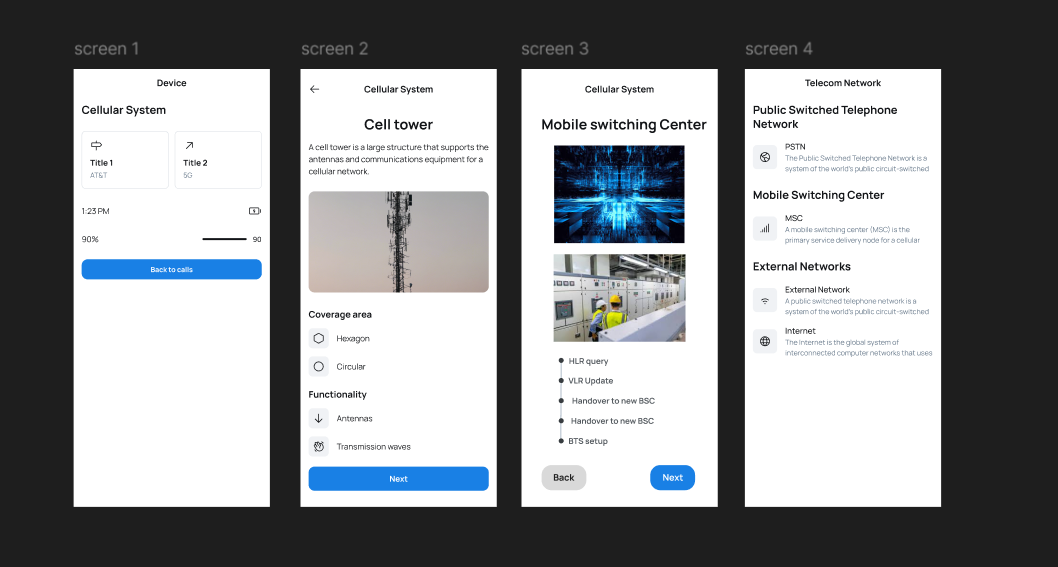 screen 1
Device
Cellular System
Title 1
AT&T
Title 2
5G
1:23 PM
90%
90
Back to calls
screen 2
Cellular System
Cell tower
A cell tower is a large structure that supports the
antennas and communications equipment for a
cellular network.
Coverage area
Hexagon
Circular
Functionality
Antennas
Transmission waves
Next
screen 3
Cellular System
Mobile switching Center
HLR query
VLR Update
Handover to new BSC
Handover to new BSC
BTS setup
Back
Next
screen 4
Telecom Network
Public Switched Telephone
Network
PSTN
The Public Switched Telephone Network is a
system of the world's public circuit-switched
Mobile Switching Center
MSC
A mobile switching center (MSC) is the
primary service delivery node for a cellular
External Networks
External Network
A public switched telephone network is a
system of the world's public circuit-switched
Internet
The Internet is the global system of
interconnected computer networks that uses